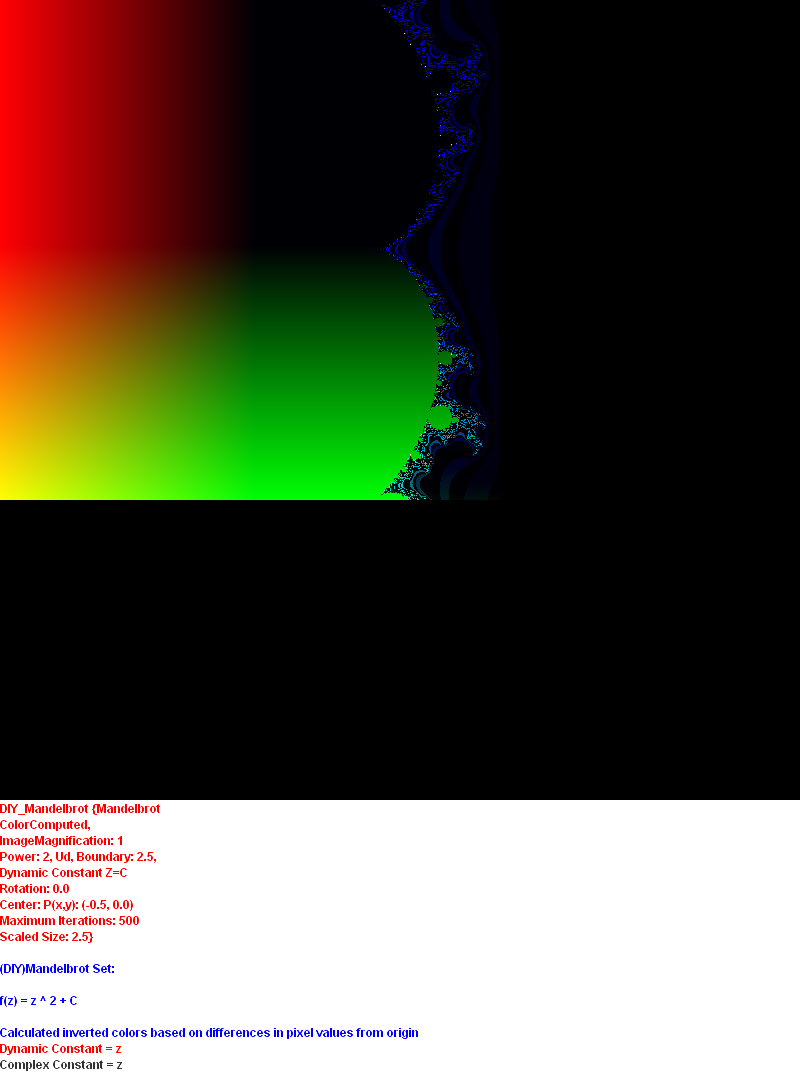 DIY_Mandelbrot {Mandelbrot
ColorComputed,
ImageMagnification: 1
Power: 2, Ud, Boundary: 2.5,
Dynamic Constant Z=C
Rotation: 0.0
Center: P(x,y): (-0.5, 0.0)
Maximum Iterations: 500
Scaled Size: 2.5}
(DIY)Mandelbrot Set:
f(z) = z ^ 2 + C
Calculated inverted colors based on differences in pixel values from origin
Dynamic Constant = z
Complex Constant = z